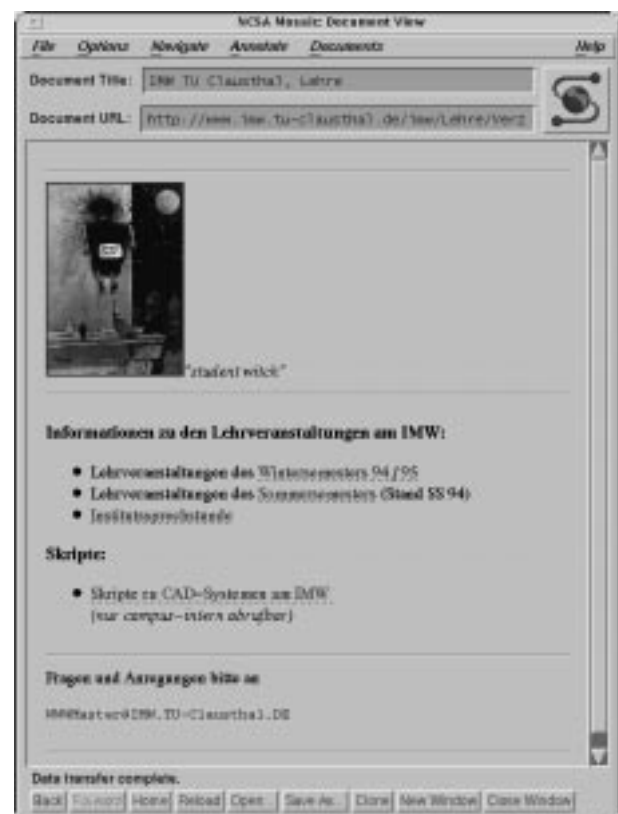 NCSA Mosaic: Document View
File Options Navigate Annotate Documents Help
Document Title: IMW TU Clausthal, Lehre
Document URL: http://www.imw.tu-clausthal.de/imw/Lehre/Verz
"student witch"
Informationen zu den Lehrveranstaltungen am IMW:
Lehrveranstaltungen des Wintersemesters 94/95
Lehrveranstaltungen des Sommersemesters (Stand SS 94)
Institutssprechstunde
Skripte:
Skripte zu CAD-Systemen am IMW
(nur campus-intern abrufbar)
Fragen und Anregungen bitte an
WWWMaster@IMW.TU-Clausthal.DE
Data transfer complete.
Back Forward Home Reload Open... Save As... Clone New Window Close Window